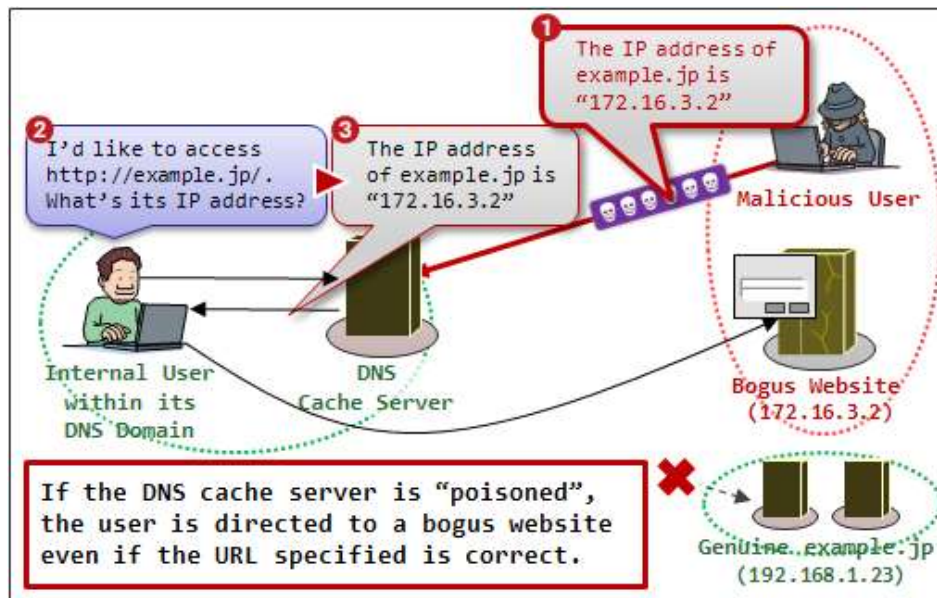 1
The IP address of
example.jp is
“172.16.3.2”
2
I’d like to access
http://example.jp/.
What’s its IP address?
3
The IP address
of example.jp is
“172.16.3.2”
Malicious User
Internal User
within its
DNS Domain
DNS
Cache Server
Bogus Website
(172.16.3.2)
If the DNS cache server is “poisoned”,
the user is directed to a bogus website
even if the URL specified is correct.
Genuine example.jp
(192.168.1.23)